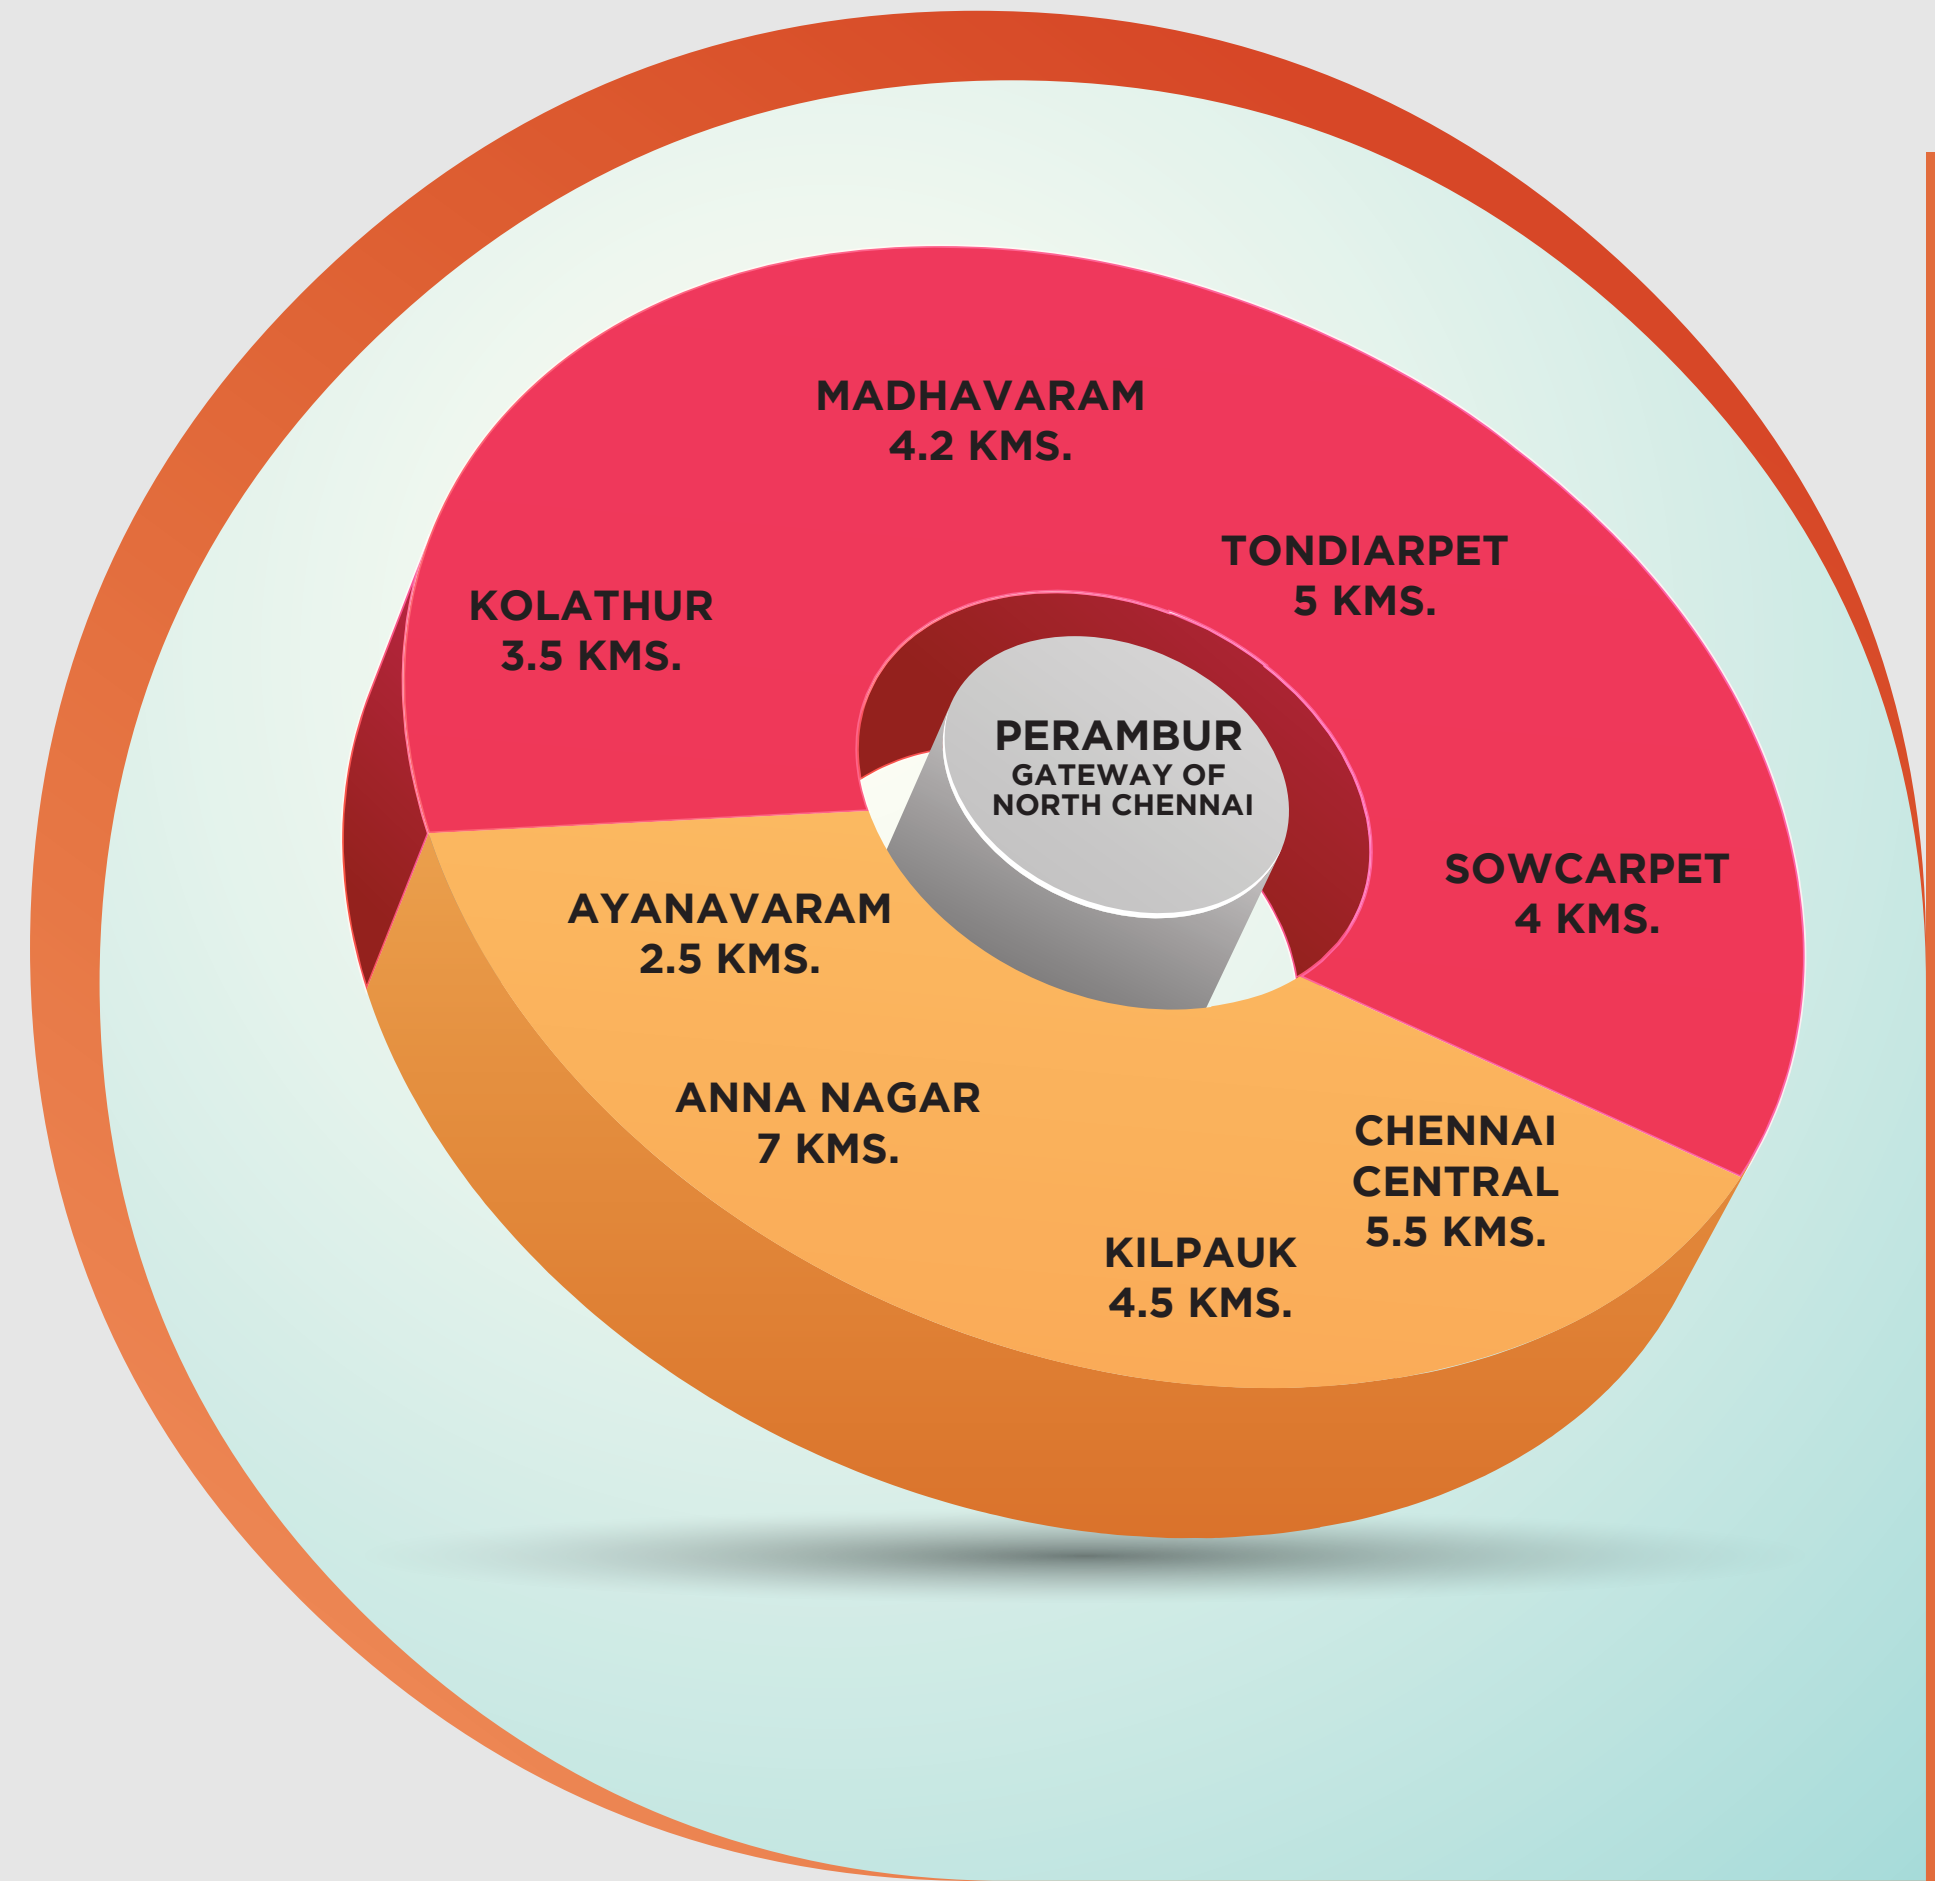 MADHAVARAM
4.2 KMS.
TONDIARPET
5 KMS.
KOLATHUR
3.5 KMS.
PERAMBUR
GATEWAY OF
NORTH CHENNAI
SOWCARPET
4 KMS.
AYANAVARAM
2.5 KMS.
ANNA NAGAR
7 KMS.
CHENNAI
CENTRAL
5.5 KMS.
KILPAUK
4.5 KMS.